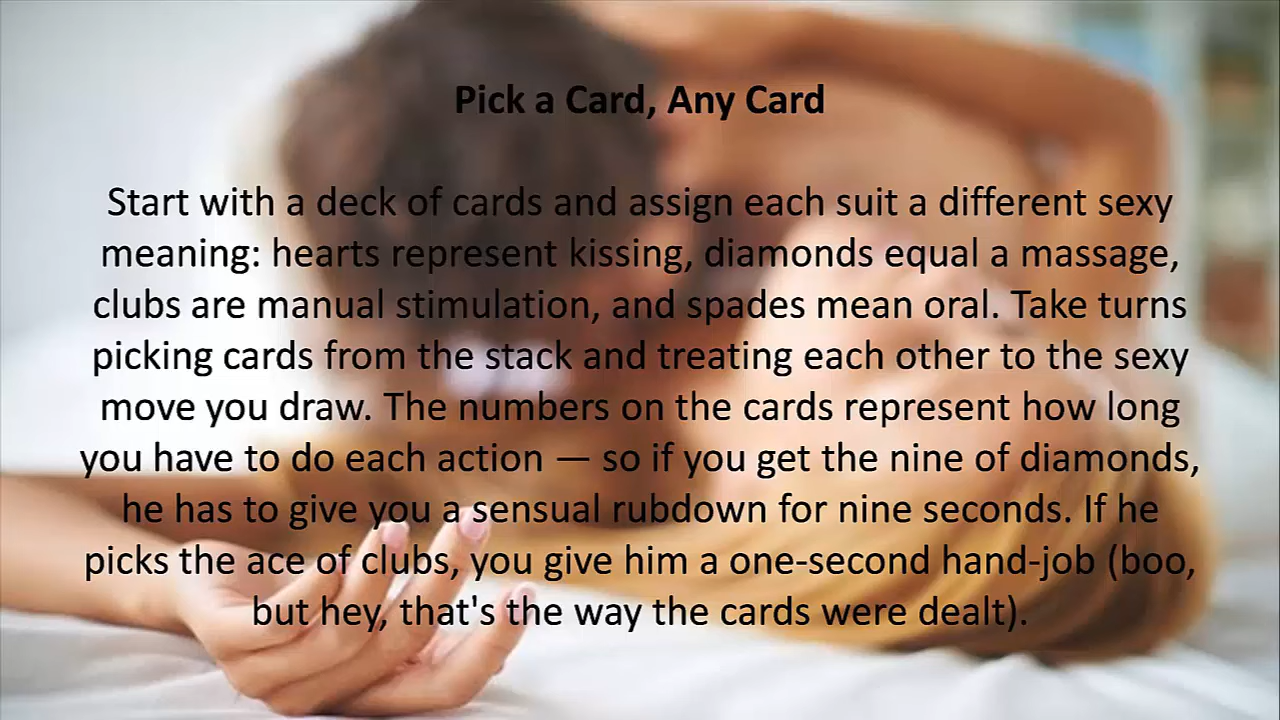 Pick a Card, Any Card
Start with a deck of cards and assign each suit a different sexy
meaning: hearts represent kissing, diamonds equal a massage,
clubs are manual stimulation, and spades mean oral. Take turns
picking cards from the stack and treating each other to the sexy
move you draw. The numbers on the cards represent how long
you have to do each action — so if you get the nine of diamonds,
he has to give you a sensual rubdown for nine seconds. If he
picks the ace of clubs, you give him a one-second hand-job (boo,
but hey, that's the way the cards were dealt).